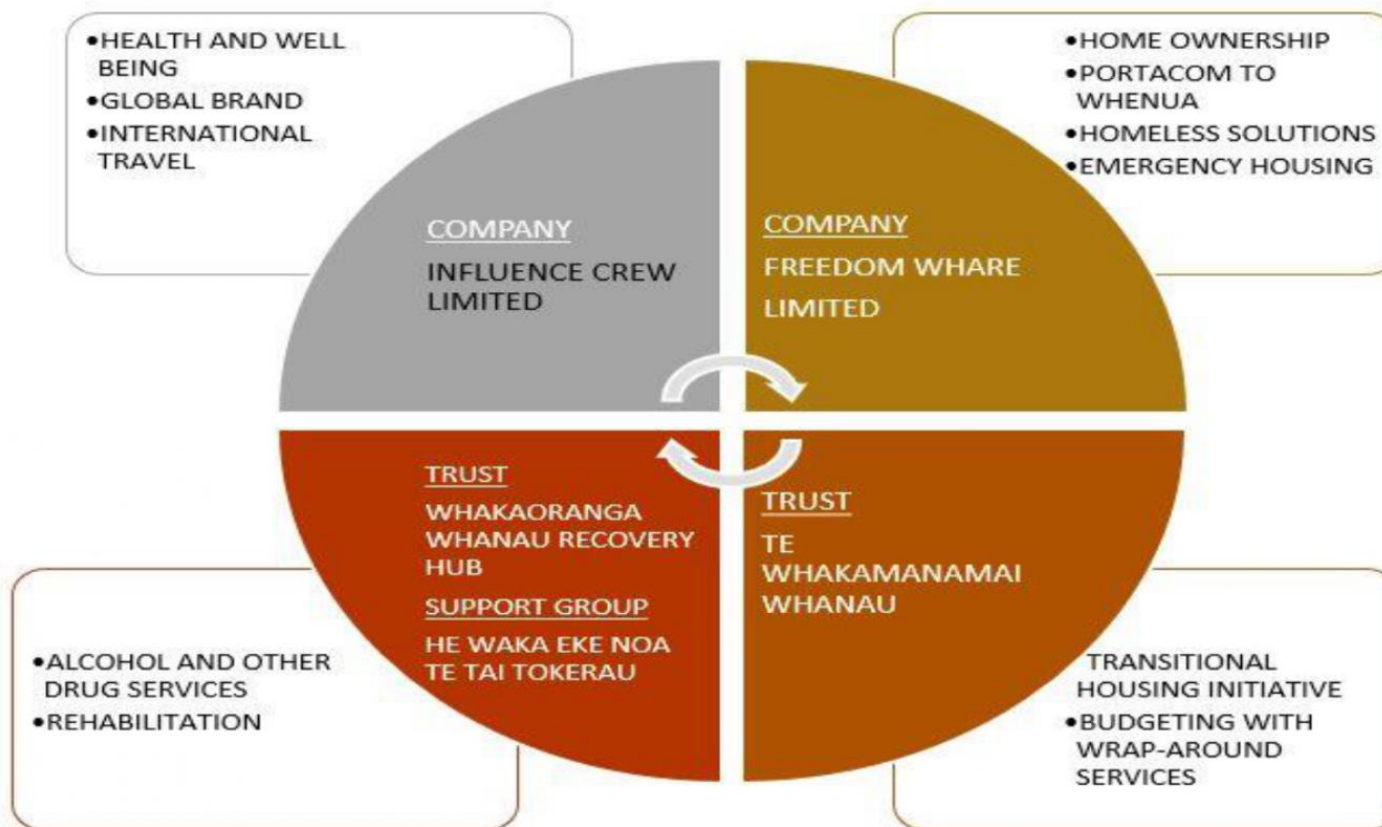 •HEALTH AND WELL
BEING
•GLOBAL BRAND
•INTERNATIONAL
TRAVEL
•HOME OWNERSHIP
•PORTACOM TO
WHENUA
•HOMELESS SOLUTIONS
•EMERGENCY HOUSING
COMPANY
INFLUENCE CREW
LIMITED
COMPANY
FREEDOM WHARE
LIMITED
TRUST
WHAKAORANGA
WHANAU RECOVERY
HUB
SUPPORT GROUP
HE WAKA EKE NOA
TE TAI TOKERAU
TRUST
TE
WHAKAMANAMAI
WHANAU
•ALCOHOL AND OTHER
DRUG SERVICES
•REHABILITATION
TRANSITIONAL
HOUSING INITIATIVE
•BUDGETING WITH
WRAP-AROUND
SERVICES